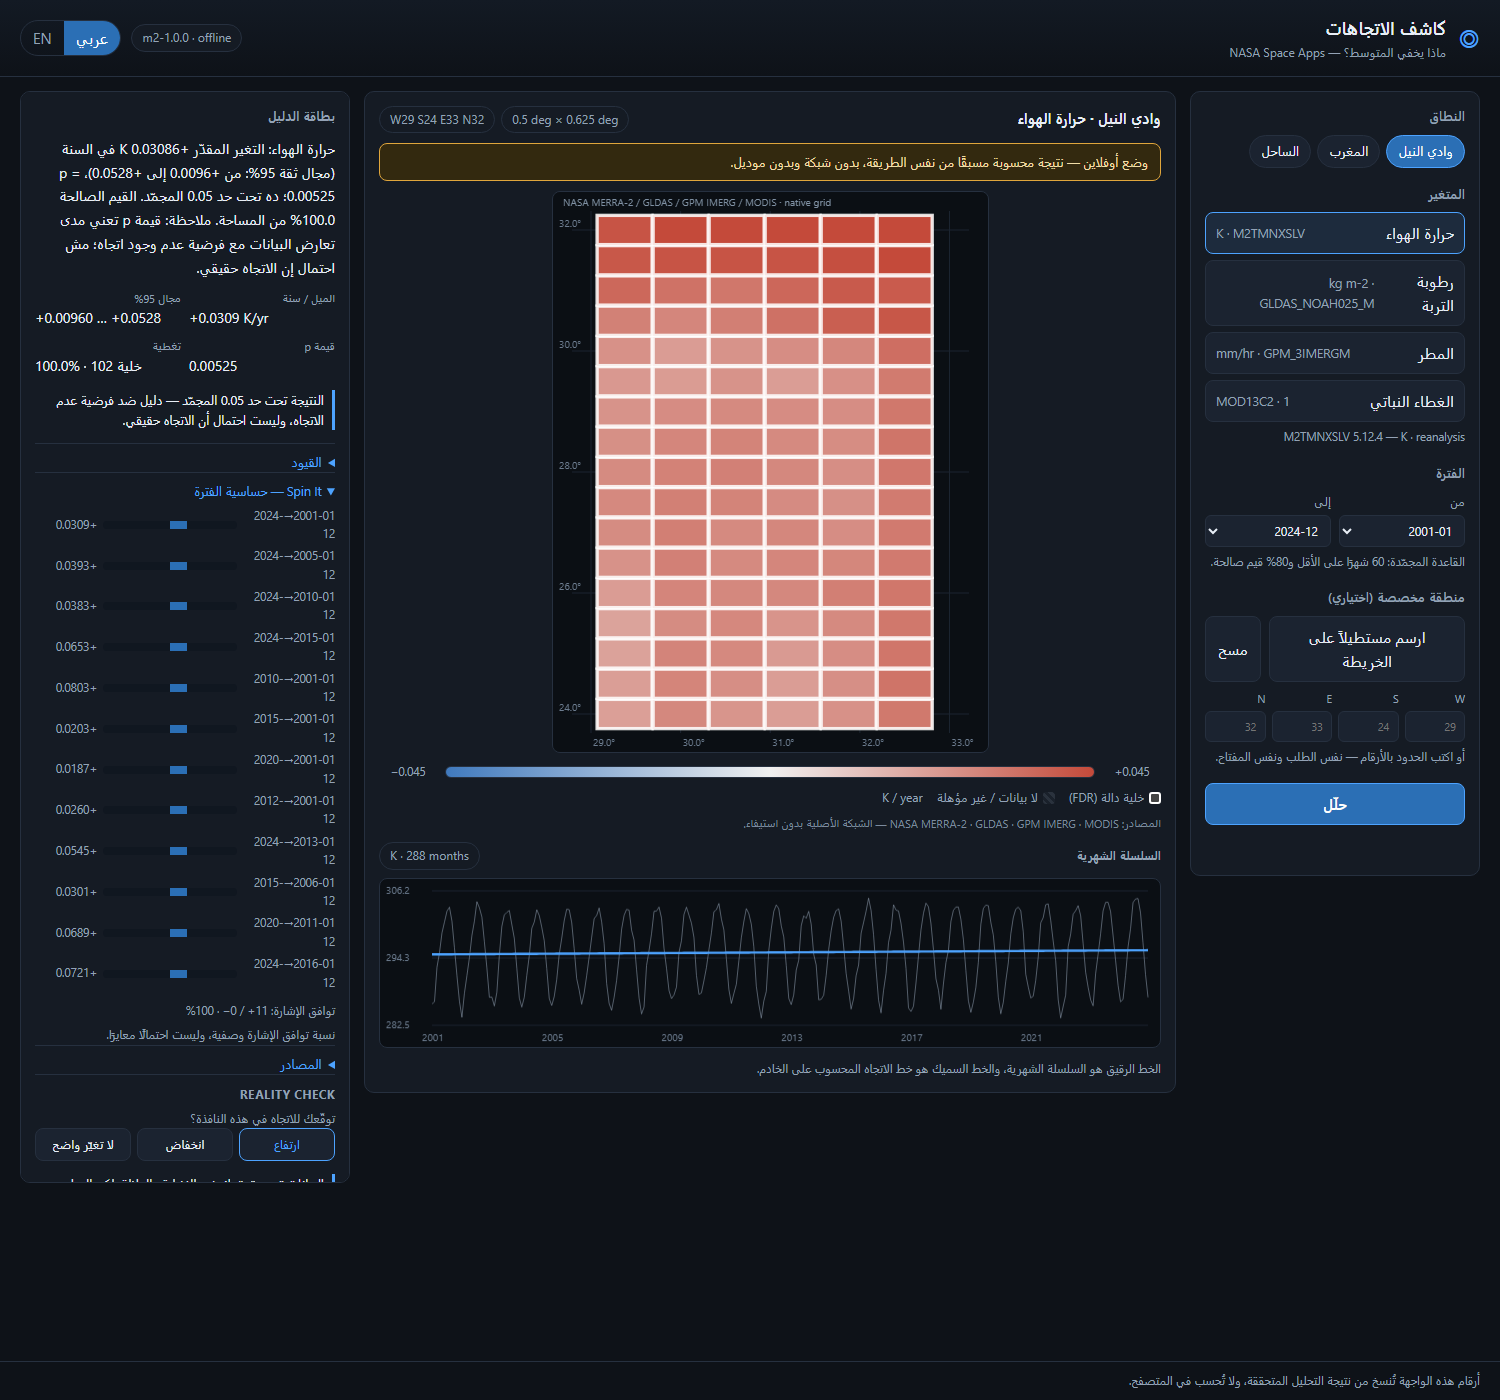 كاشف الاتجاهات
ماذا يخفي المتوسط؟ — NASA Space Apps
m2-1.0.0 · offline
عربي
EN
النطاق
وادي النيل
المغرب
الساحل
المتغير
حرارة الهواء
K · M2TMNXSLV
رطوبة التربة
kg m-2 · GLDAS_NOAH025_M
المطر
mm/hr · GPM_3IMERGM
الغطاء النباتي
MOD13C2 · 1
M2TMNXSLV 5.12.4 — K · reanalysis
الفترة
من
إلى
2001-01
2024-12
القاعدة المجمّدة: 60 شهرًا على الأقل و80% قيم صالحة.
منطقة مخصصة (اختياري)
ارسم مستطيلًا على الخريطة
مسح
W
S
E
N
29
24
33
32
أو اكتب الحدود بالأرقام — نفس الطلب ونفس المفتاح.
حلّل
وادي النيل · حرارة الهواء
0.5 deg × 0.625 deg
W29 S24 E33 N32
وضع أوفلاين — نتيجة محسوبة مسبقًا من نفس الطريقة، بدون شبكة وبدون موديل.
NASA MERRA-2 / GLDAS / GPM IMERG / MODIS · native grid
32.0°
30.0°
28.0°
26.0°
24.0°
29.0°
30.0°
31.0°
32.0°
33.0°
−0.045
+0.045
خلية دالة (FDR)
لا بيانات / غير مؤهلة
K / year
المصادر: NASA MERRA-2 · GLDAS · GPM IMERG · MODIS — الشبكة الأصلية بدون استيفاء.
السلسلة الشهرية
K · 288 months
306.2
294.3
282.5
2001
2005
2009
2013
2017
2021
الخط الرقيق هو السلسلة الشهرية، والخط السميك هو خط الاتجاه المحسوب على الخادم.
بطاقة الدليل
حرارة الهواء: التغير المقدّر +0.03086 K في السنة
(مجال ثقة 95%: من +0.0096 إلى +0.0528)، p =
0.00525: ده تحت حد 0.05 المجمّد. القيم الصالحة
100.0% من المساحة. ملاحظة: قيمة p تعني مدى
تعارض البيانات مع فرضية عدم وجود اتجاه؛ مش
احتمال إن الاتجاه حقيقي.
الميل / سنة
+0.0309 K/yr
مجال 95%
+0.00960 … +0.0528
قيمة p
0.00525
تغطية
100.0% · 102 خلية
النتيجة تحت حد 0.05 المجمّد — دليل ضد فرضية عدم
الاتجاه، وليست احتمال أن الاتجاه حقيقي.
القيود
Spin It — حساسية الفترة
2001-01→2024-12
+0.0309
2005-01→2024-12
+0.0393
2010-01→2024-12
+0.0383
2015-01→2024-12
+0.0653
2001-01→2010-12
+0.0803
2001-01→2015-12
+0.0203
2001-01→2020-12
+0.0187
2001-01→2012-12
+0.0260
2013-01→2024-12
+0.0545
2006-01→2015-12
+0.0301
2011-01→2020-12
+0.0689
2016-01→2024-12
+0.0721
توافق الإشارة: 11+ / 0− · 100%
نسبة توافق الإشارة وصفية، وليست احتمالًا معايرًا.
المصادر
REALITY CHECK
توقّعك للاتجاه في هذه النافذة؟
ارتفاع
انخفاض
لا تغيّر واضح
أرقام هذه الواجهة تُنسخ من نتيجة التحليل المتحققة، ولا تُحسب في المتصفح.